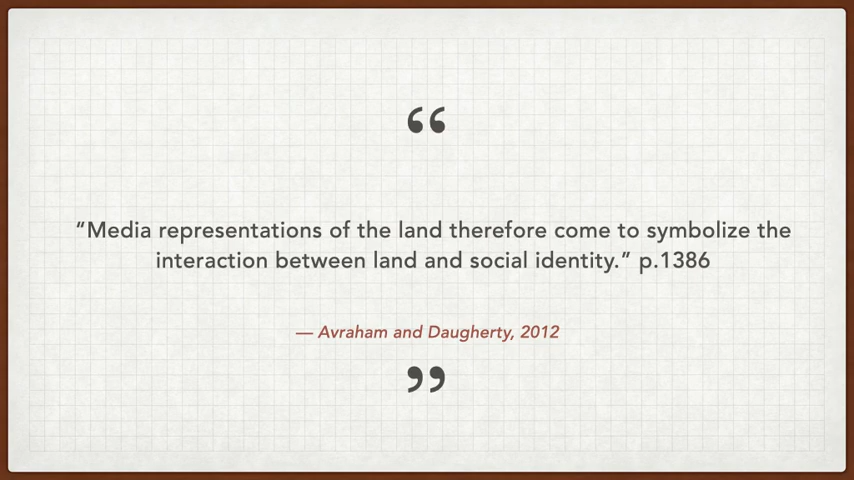 “
“Media representations of the land therefore come to symbolize the
interaction between land and social identity.” p.1386
— Avraham and Daugherty, 2012
”